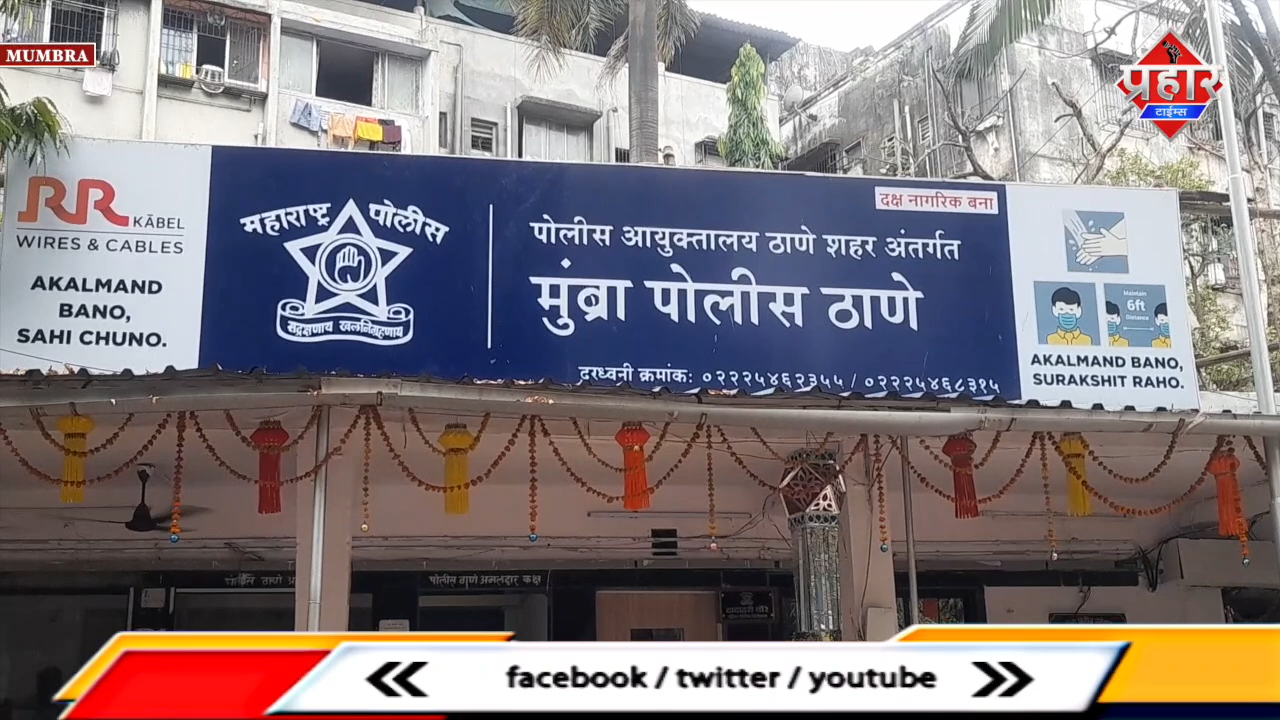 MUMBRA
प्रहार
टाईम्स
RR KĀBEL
WIRES & CABLES
AKALMAND
BANO,
SAHI CHUNO.
महाराष्ट्र पोलीस
सद्रक्षणाय खलनिग्रहणाय
दक्ष नागरिक बना
पोलीस आयुक्तालय ठाणे शहर अंतर्गत
मुंब्रा पोलीस ठाणे
दूरध्वनी क्रमांकः ०२२२५४६२३५५ / ०२२२५४६८३१५
Maintain
6ft
Distance
AKALMAND BANO,
SURAKSHIT RAHO.
पोलीस ठाणे अमलदार कक्ष
facebook / twitter / youtube